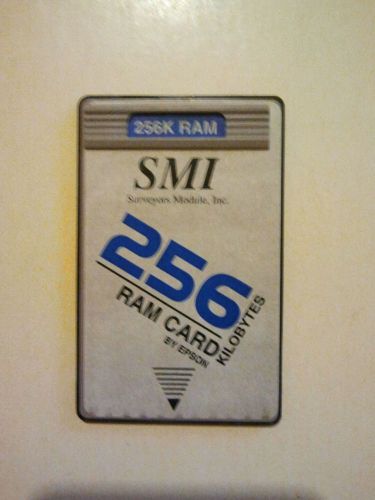 256K RAM
SMI
Surveyors Module, Inc.
256
KILOBYTES
RAM CARD
BY EPSON